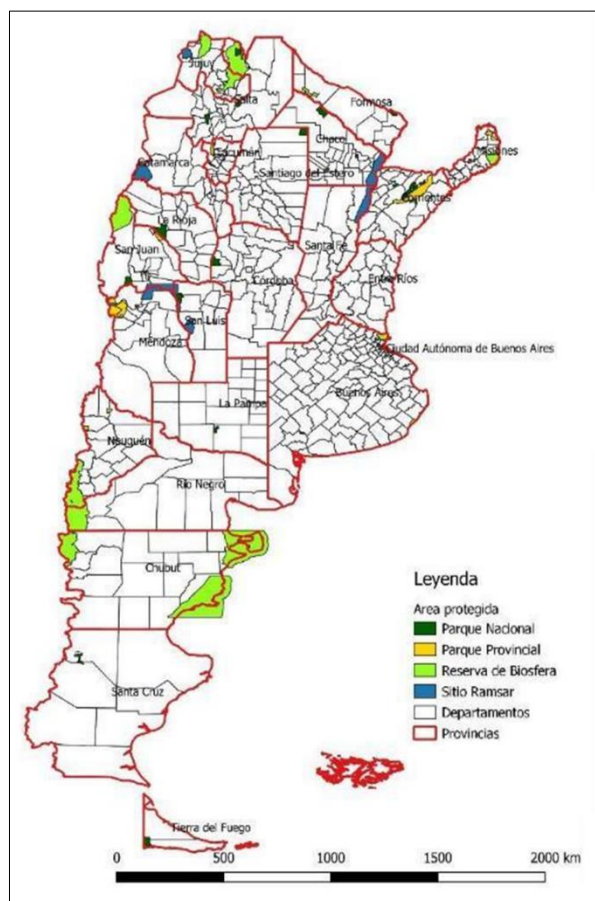 Jujuy
Salta
Formosa
Chaco
Misiones
Tucumán
Catamarca
Santiago del Estero
Corrientes
La Rioja
San Juan
Santa Fe
Córdoba
Entre Ríos
San Luis
Mendoza
Ciudad Autónoma de Buenos Aires
Buenos Aires
La Pampa
Neuquén
Río Negro
Chubut
Leyenda
Area protegida
Parque Nacional
Parque Provincial
Reserva de Biosfera
Sitio Ramsar
Departamentos
Provincias
Santa Cruz
Tierra del Fuego
0 500 1000 1500 2000 km